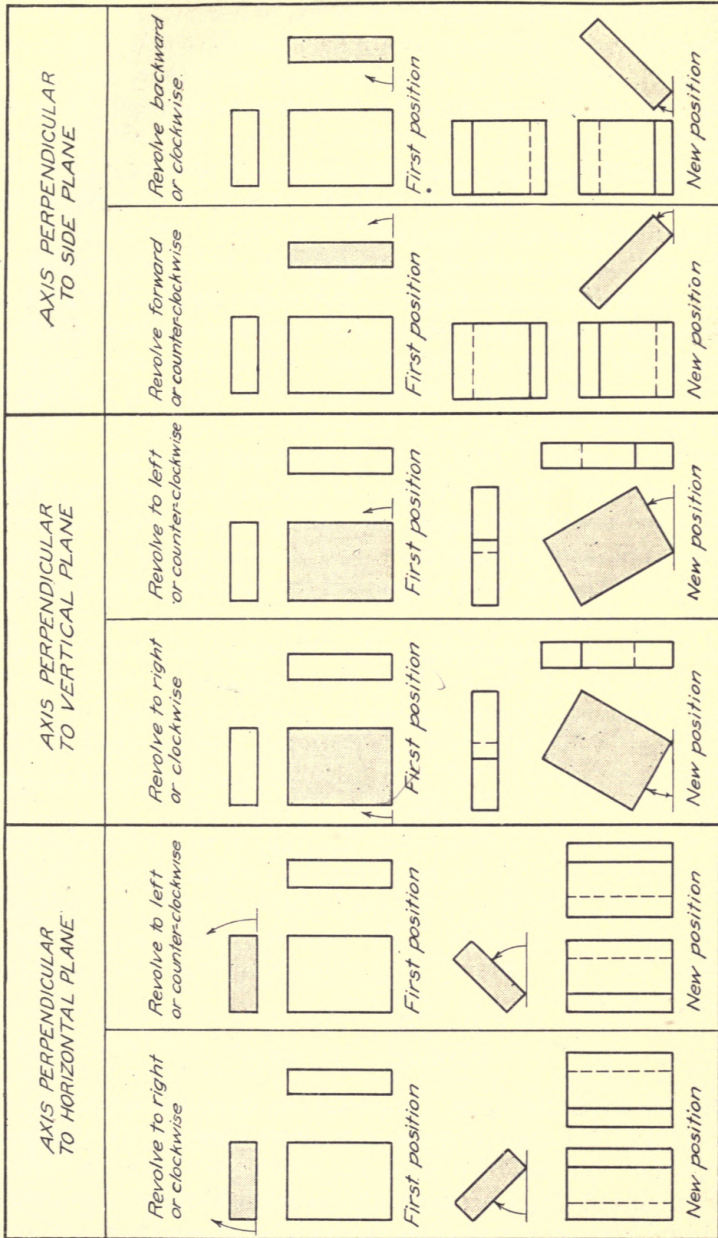 AXIS PERPENDICULAR
TO HORIZONTAL PLANE
AXIS PERPENDICULAR
TO VERTICAL PLANE
AXIS PERPENDICULAR
TO SIDE PLANE
Revolve to right
or clockwise
Revolve to left
or counter-clockwise
Revolve to right
or clockwise
Revolve to left
or counter-clockwise
Revolve forward
or counter-clockwise
Revolve backward
or clockwise
First position
First position
First position
First position
First position
First position
New position
New position
New position
New position
New position
New position